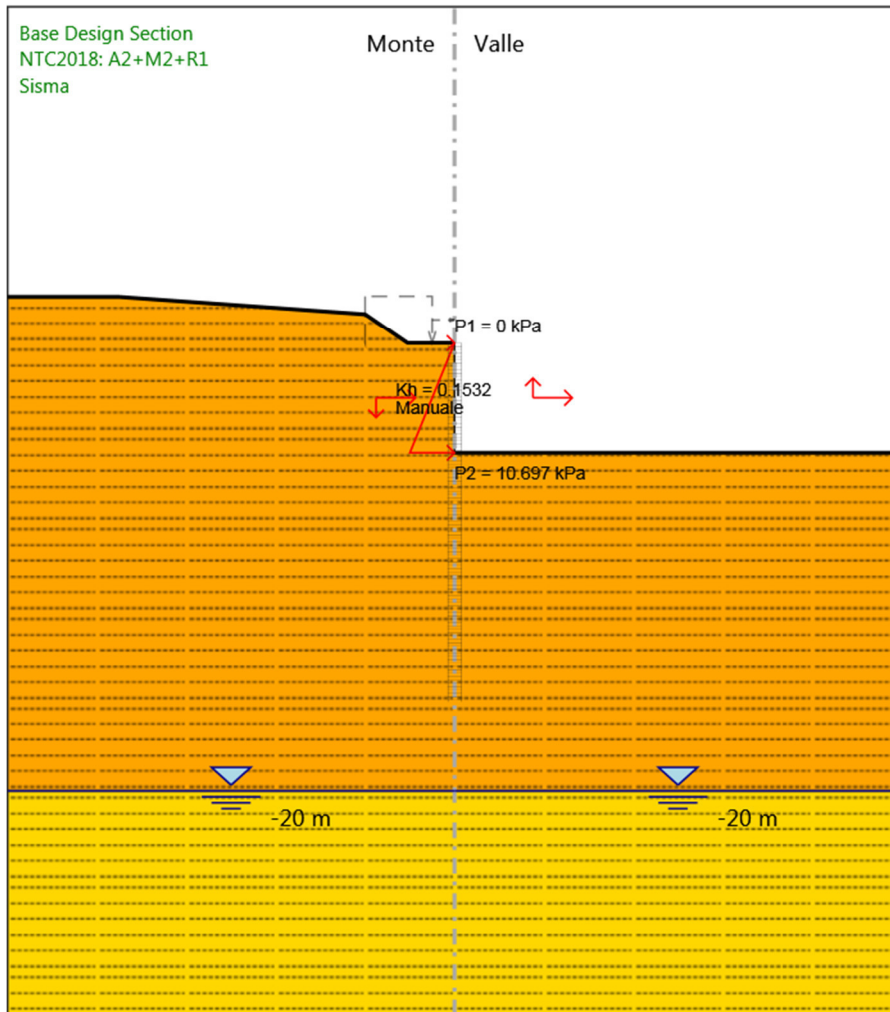 Base Design Section
NTC2018: A2+M2+R1
Sisma
Monte
Valle
P1 = 0 kPa
Kh = 0.1532
Manuale
P2 = 10.697 kPa
-20 m
-20 m